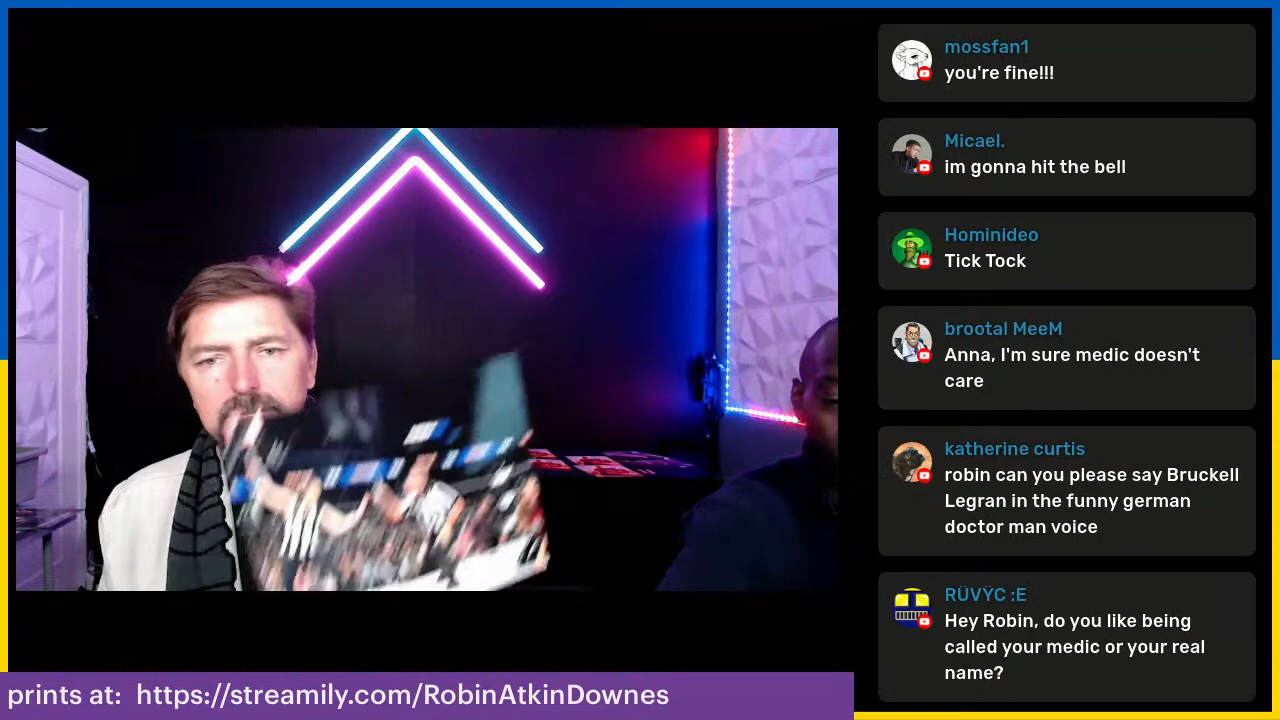 mossfan1
you're fine!!!
Micael.
im gonna hit the bell
Hominideo
Tick Tock
brootal MeeM
Anna, I'm sure medic doesn't
care
katherine curtis
robin can you please say Bruckell
Legran in the funny german
doctor man voice
RÜVŸC :E
Hey Robin, do you like being
called your medic or your real
name?
prints at: https://streamily.com/RobinAtkinDownes